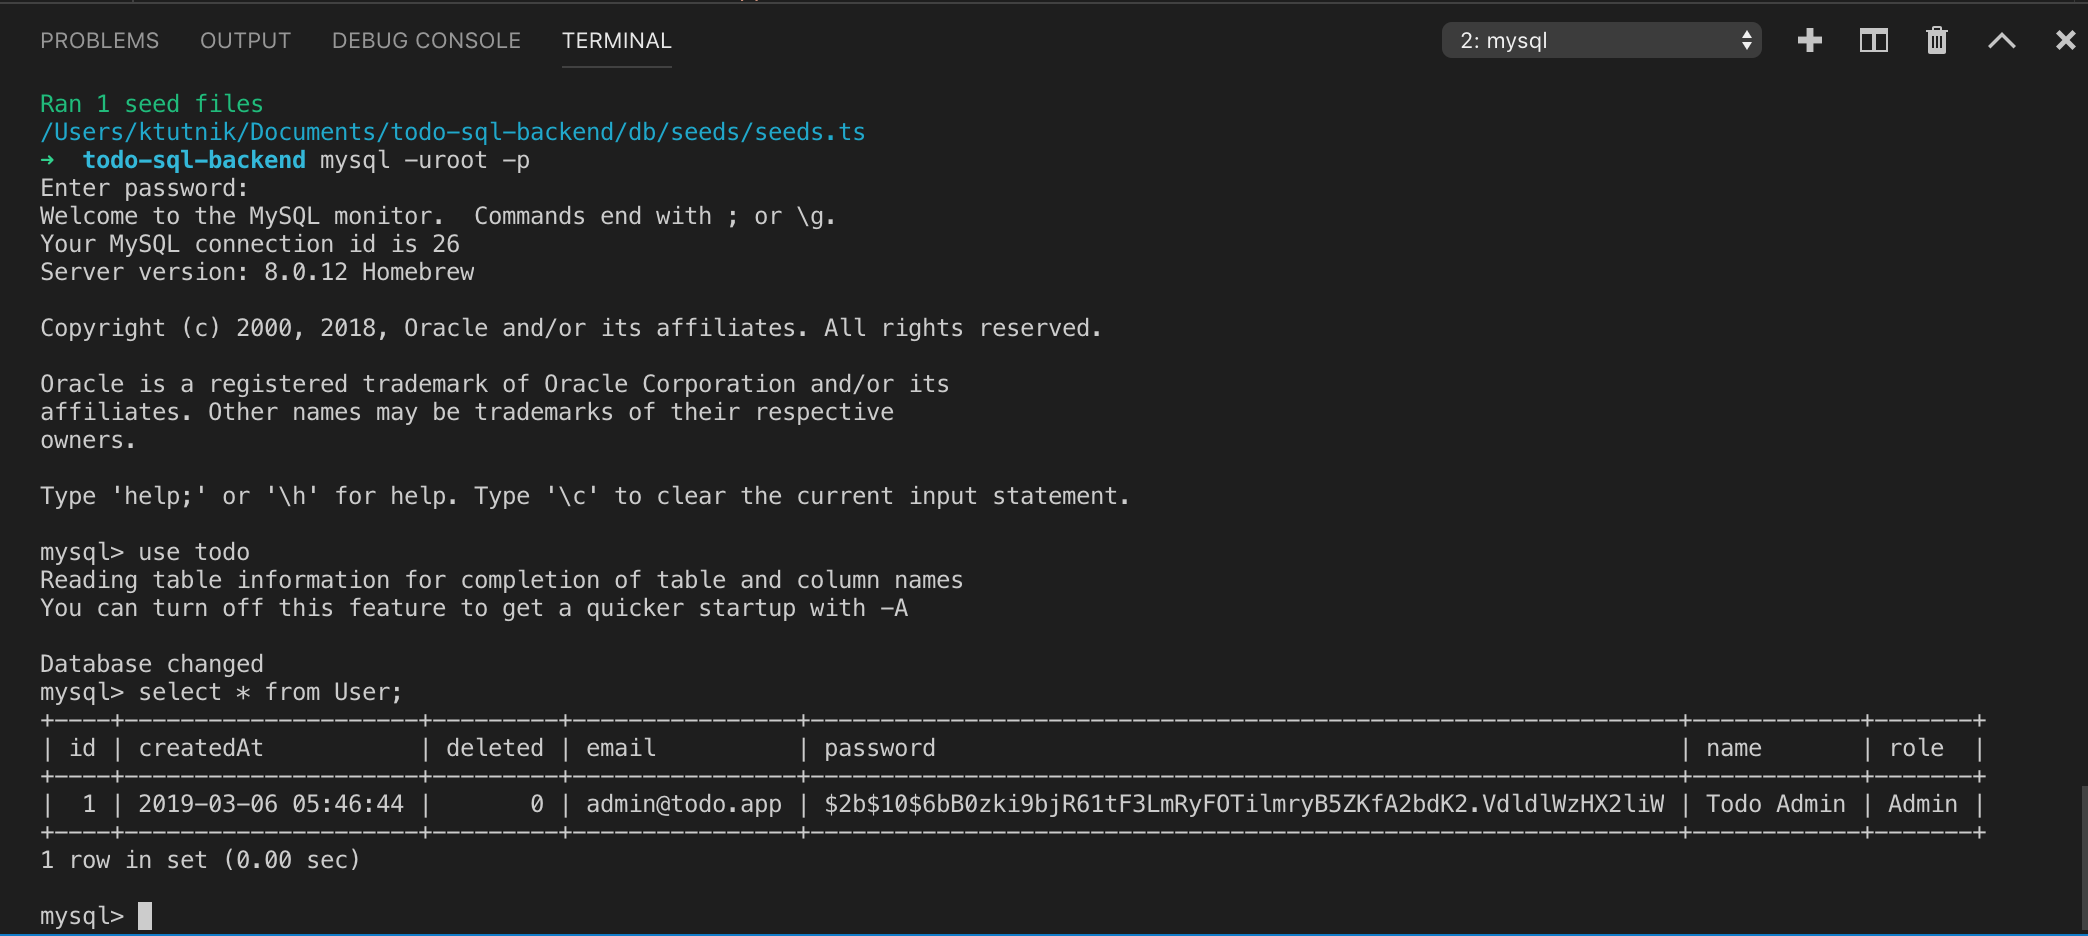 PROBLEMS OUTPUT DEBUG CONSOLE TERMINAL 2: mysql
Ran 1 seed files
/Users/ktutnik/Documents/todo-sql-backend/db/seeds/seeds.ts
➜  todo-sql-backend mysql -uroot -p
Enter password:
Welcome to the MySQL monitor.  Commands end with ; or \g.
Your MySQL connection id is 26
Server version: 8.0.12 Homebrew
Copyright (c) 2000, 2018, Oracle and/or its affiliates. All rights reserved.
Oracle is a registered trademark of Oracle Corporation and/or its
affiliates. Other names may be trademarks of their respective
owners.
Type 'help;' or '\h' for help. Type '\c' to clear the current input statement.
mysql> use todo
Reading table information for completion of table and column names
You can turn off this feature to get a quicker startup with -A
Database changed
mysql> select * from User;
+----+---------------------+---------+----------------+--------------------------------------------------------------+------------+-------+
| id | createdAt           | deleted | email          | password                                                     | name       | role  |
+----+---------------------+---------+----------------+--------------------------------------------------------------+------------+-------+
|  1 | 2019-03-06 05:46:44 |       0 | admin@todo.app | $2b$10$6bB0zki9bjR61tF3LmRyFOTilmryB5ZKfA2bdK2.VdldlWzHX2liW | Todo Admin | Admin |
+----+---------------------+---------+----------------+--------------------------------------------------------------+------------+-------+
1 row in set (0.00 sec)
mysql>